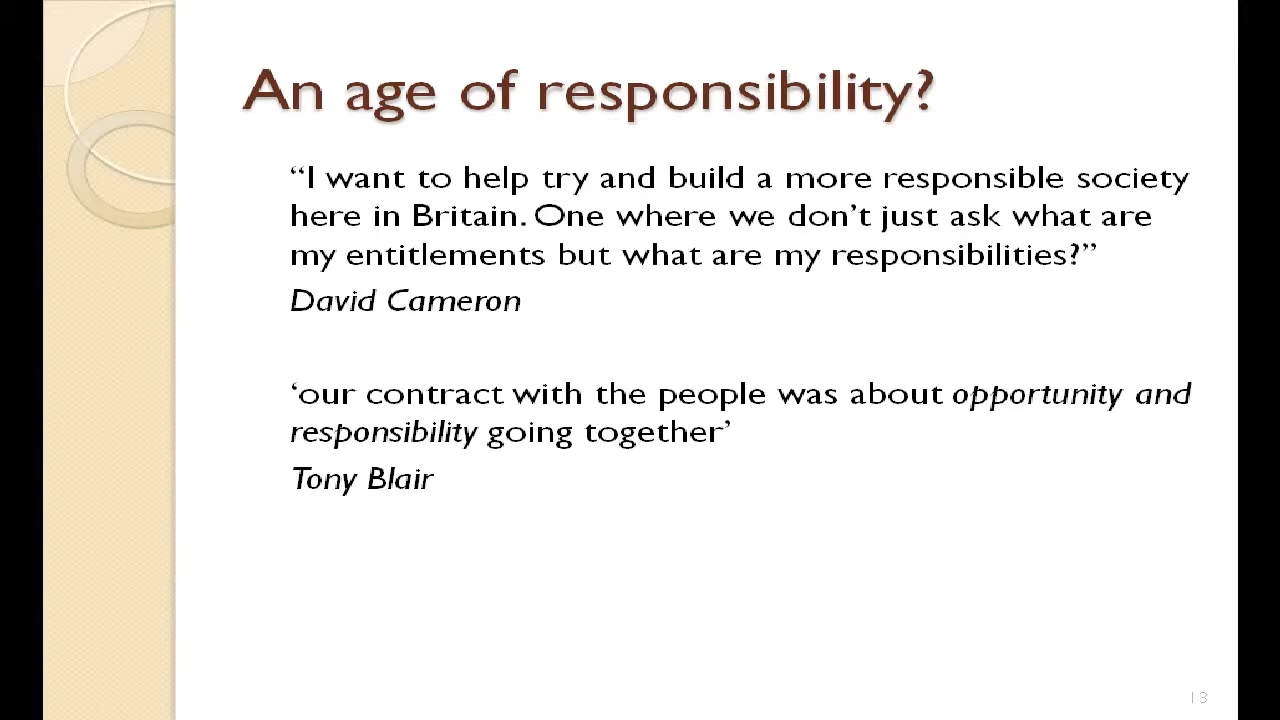 An age of responsibility?
“I want to help try and build a more responsible society
here in Britain. One where we don’t just ask what are
my entitlements but what are my responsibilities?”
David Cameron
‘our contract with the people was about opportunity and
responsibility going together’
Tony Blair
13